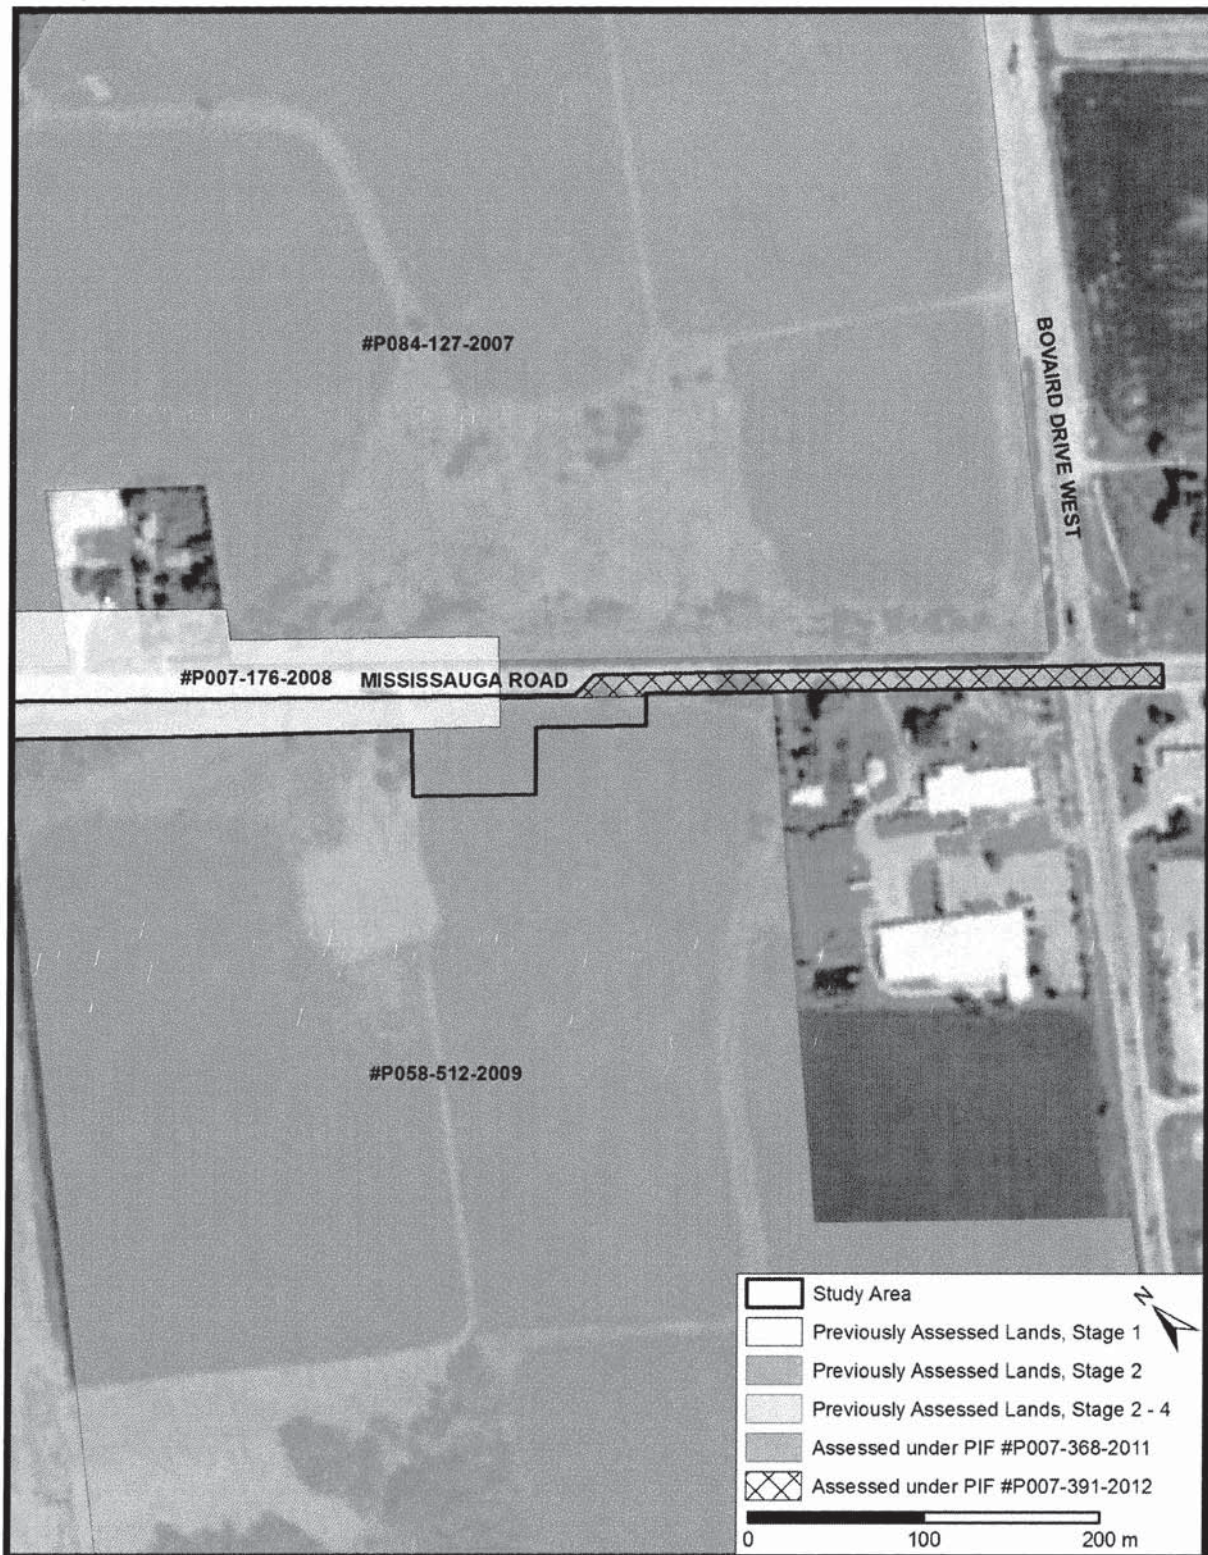 #P084-127-2007
BOVAIRD DRIVE WEST
#P007-176-2008
MISSISSAUGA ROAD
#P058-512-2009
Study Area
N
Previously Assessed Lands, Stage 1
Previously Assessed Lands, Stage 2
Previously Assessed Lands, Stage 2 - 4
Assessed under PIF #P007-368-2011
Assessed under PIF #P007-391-2012
0 100 200 m